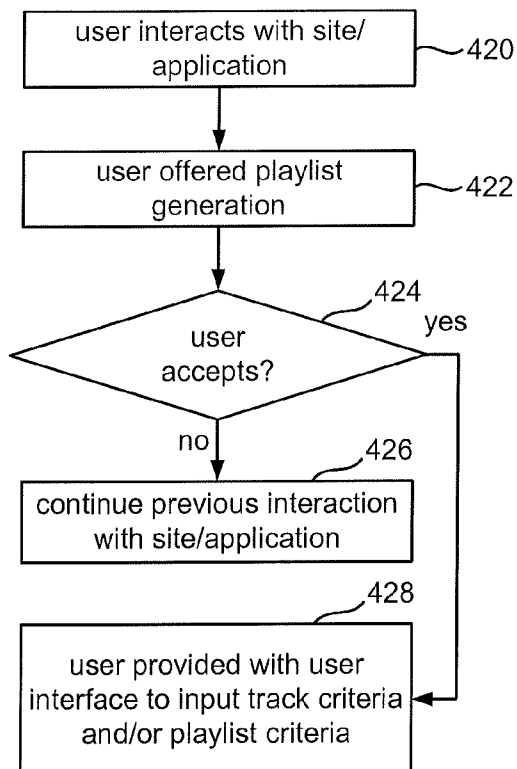 user interacts with site/
application
420
user offered playlist
generation
422
424
user
accepts?
yes
no
426
continue previous interaction
with site/application
428
user provided with user
interface to input track criteria
and/or playlist criteria